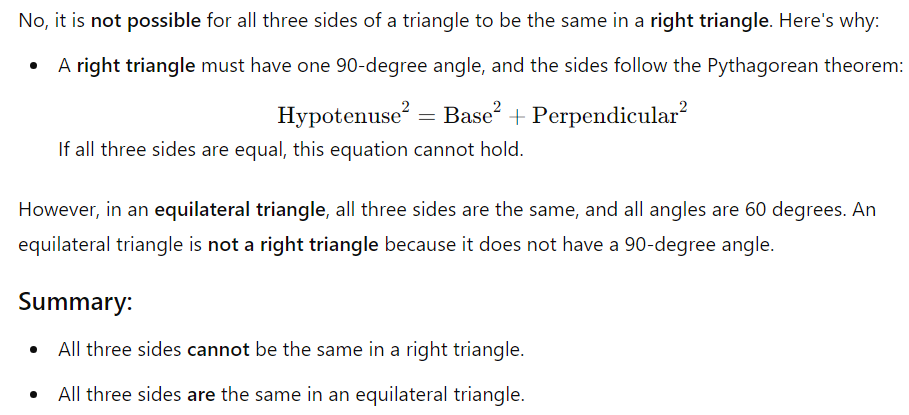 No, it is not possible for all three sides of a triangle to be the same in a right triangle. Here's why:
• A right triangle must have one 90-degree angle, and the sides follow the Pythagorean theorem:
Hypotenuse² = Base² + Perpendicular²
If all three sides are equal, this equation cannot hold.
However, in an equilateral triangle, all three sides are the same, and all angles are 60 degrees. An
equilateral triangle is not a right triangle because it does not have a 90-degree angle.
Summary:
• All three sides cannot be the same in a right triangle.
• All three sides are the same in an equilateral triangle.